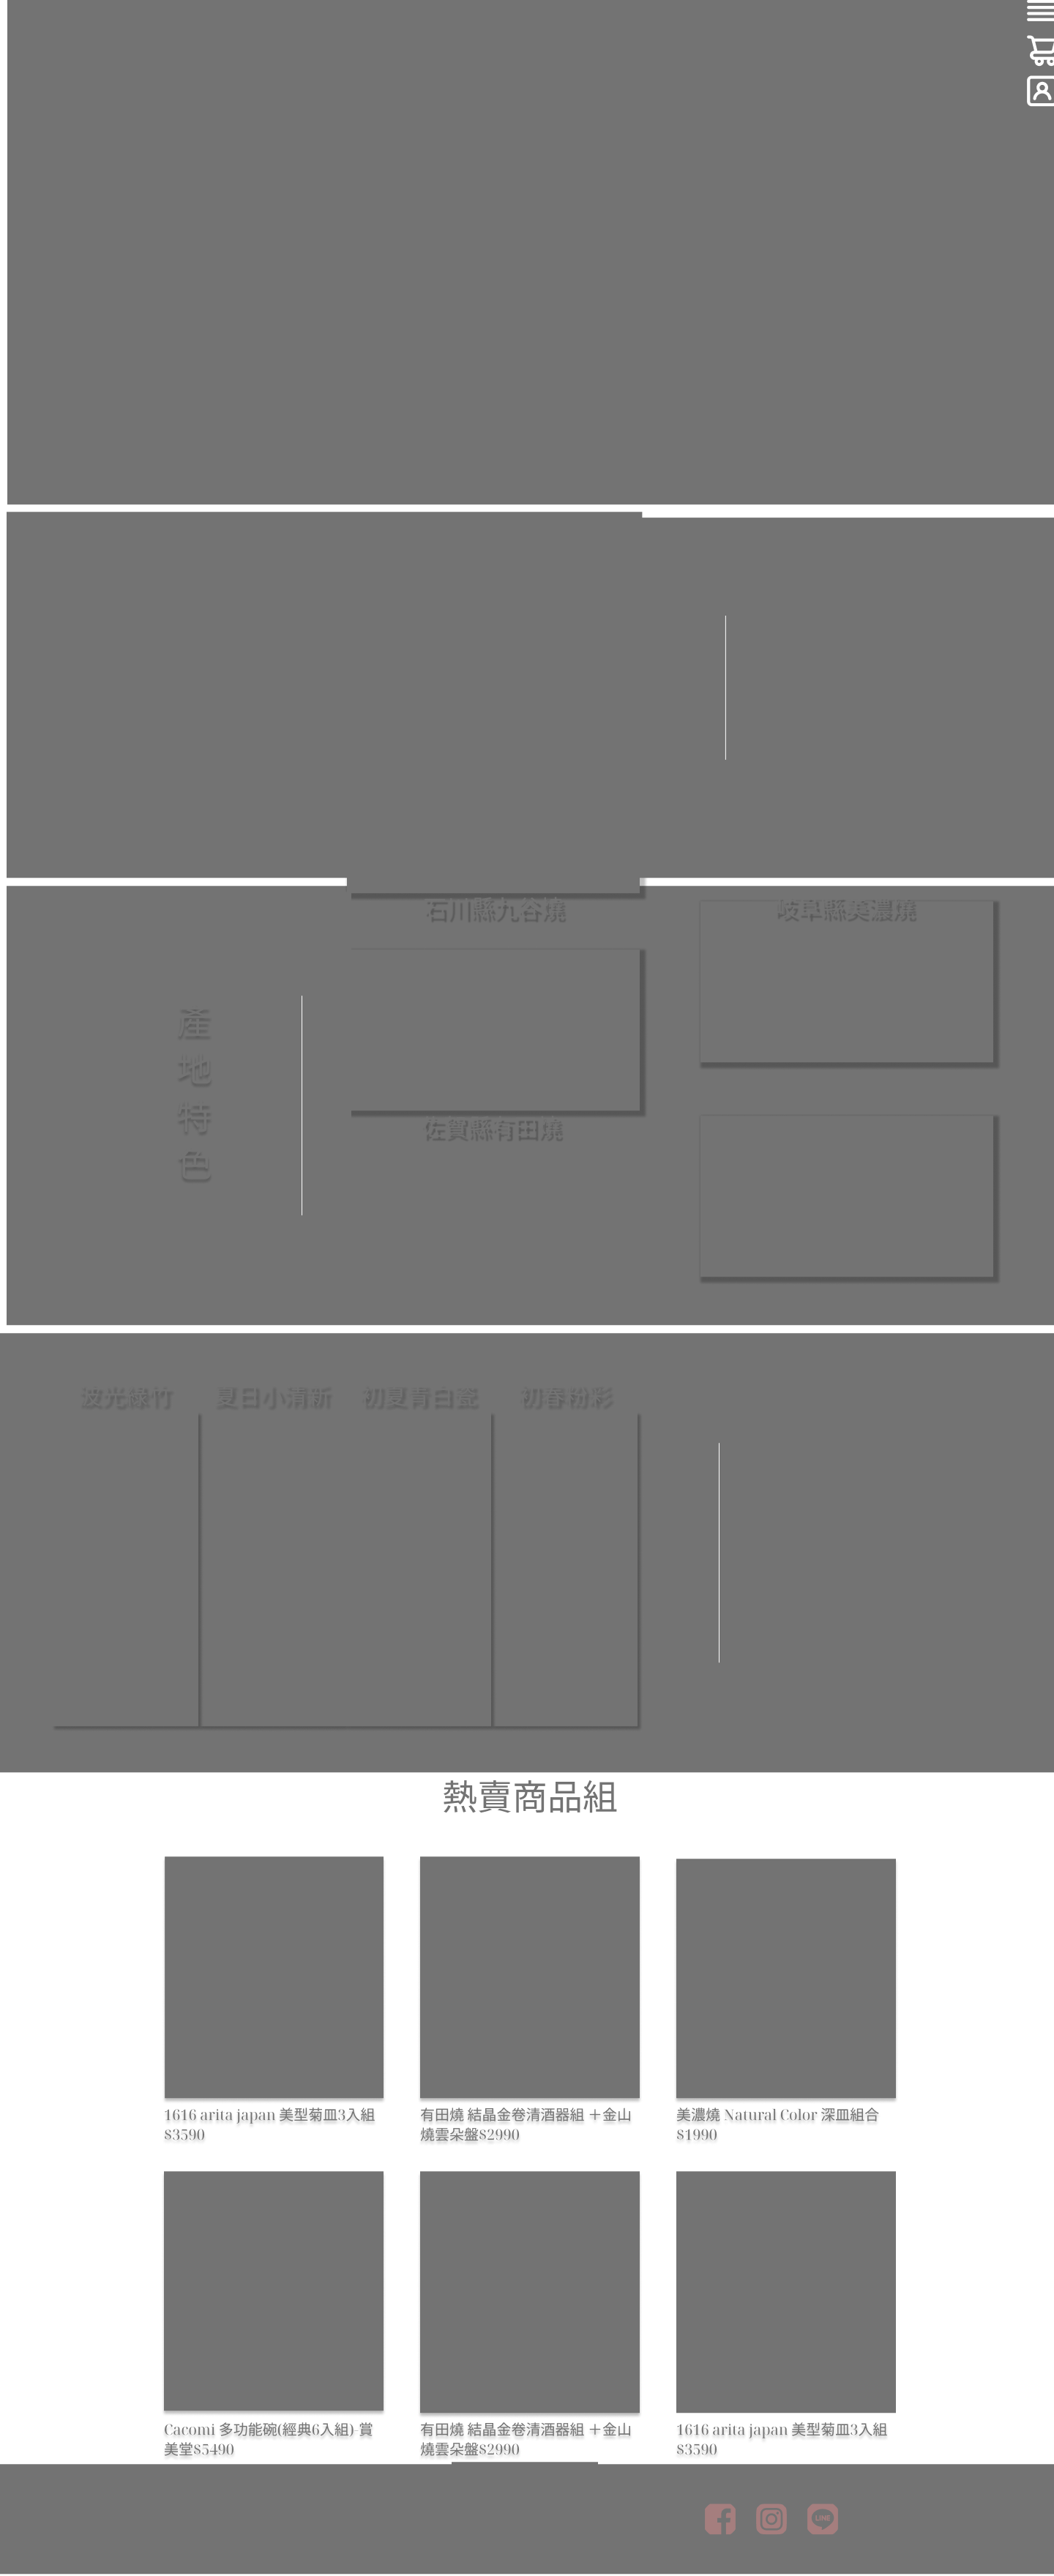 石川縣九谷燒
岐阜縣美濃燒
產
地
特
色
佐賀縣有田燒
波光綠竹
夏日小清新
初夏青白瓷
初春粉彩
熱賣商品組
1616 arita japan 美型菊皿3入組
$3590
有田燒 結晶金卷清酒器組 +金山
燒雲朵盤$2990
美濃燒 Natural Color 深皿組合
$1990
Cacomi 多功能碗(經典6入組)-賞
美堂$5490
有田燒 結晶金卷清酒器組 +金山
燒雲朵盤$2990
1616 arita japan 美型菊皿3入組
$3590
LINE